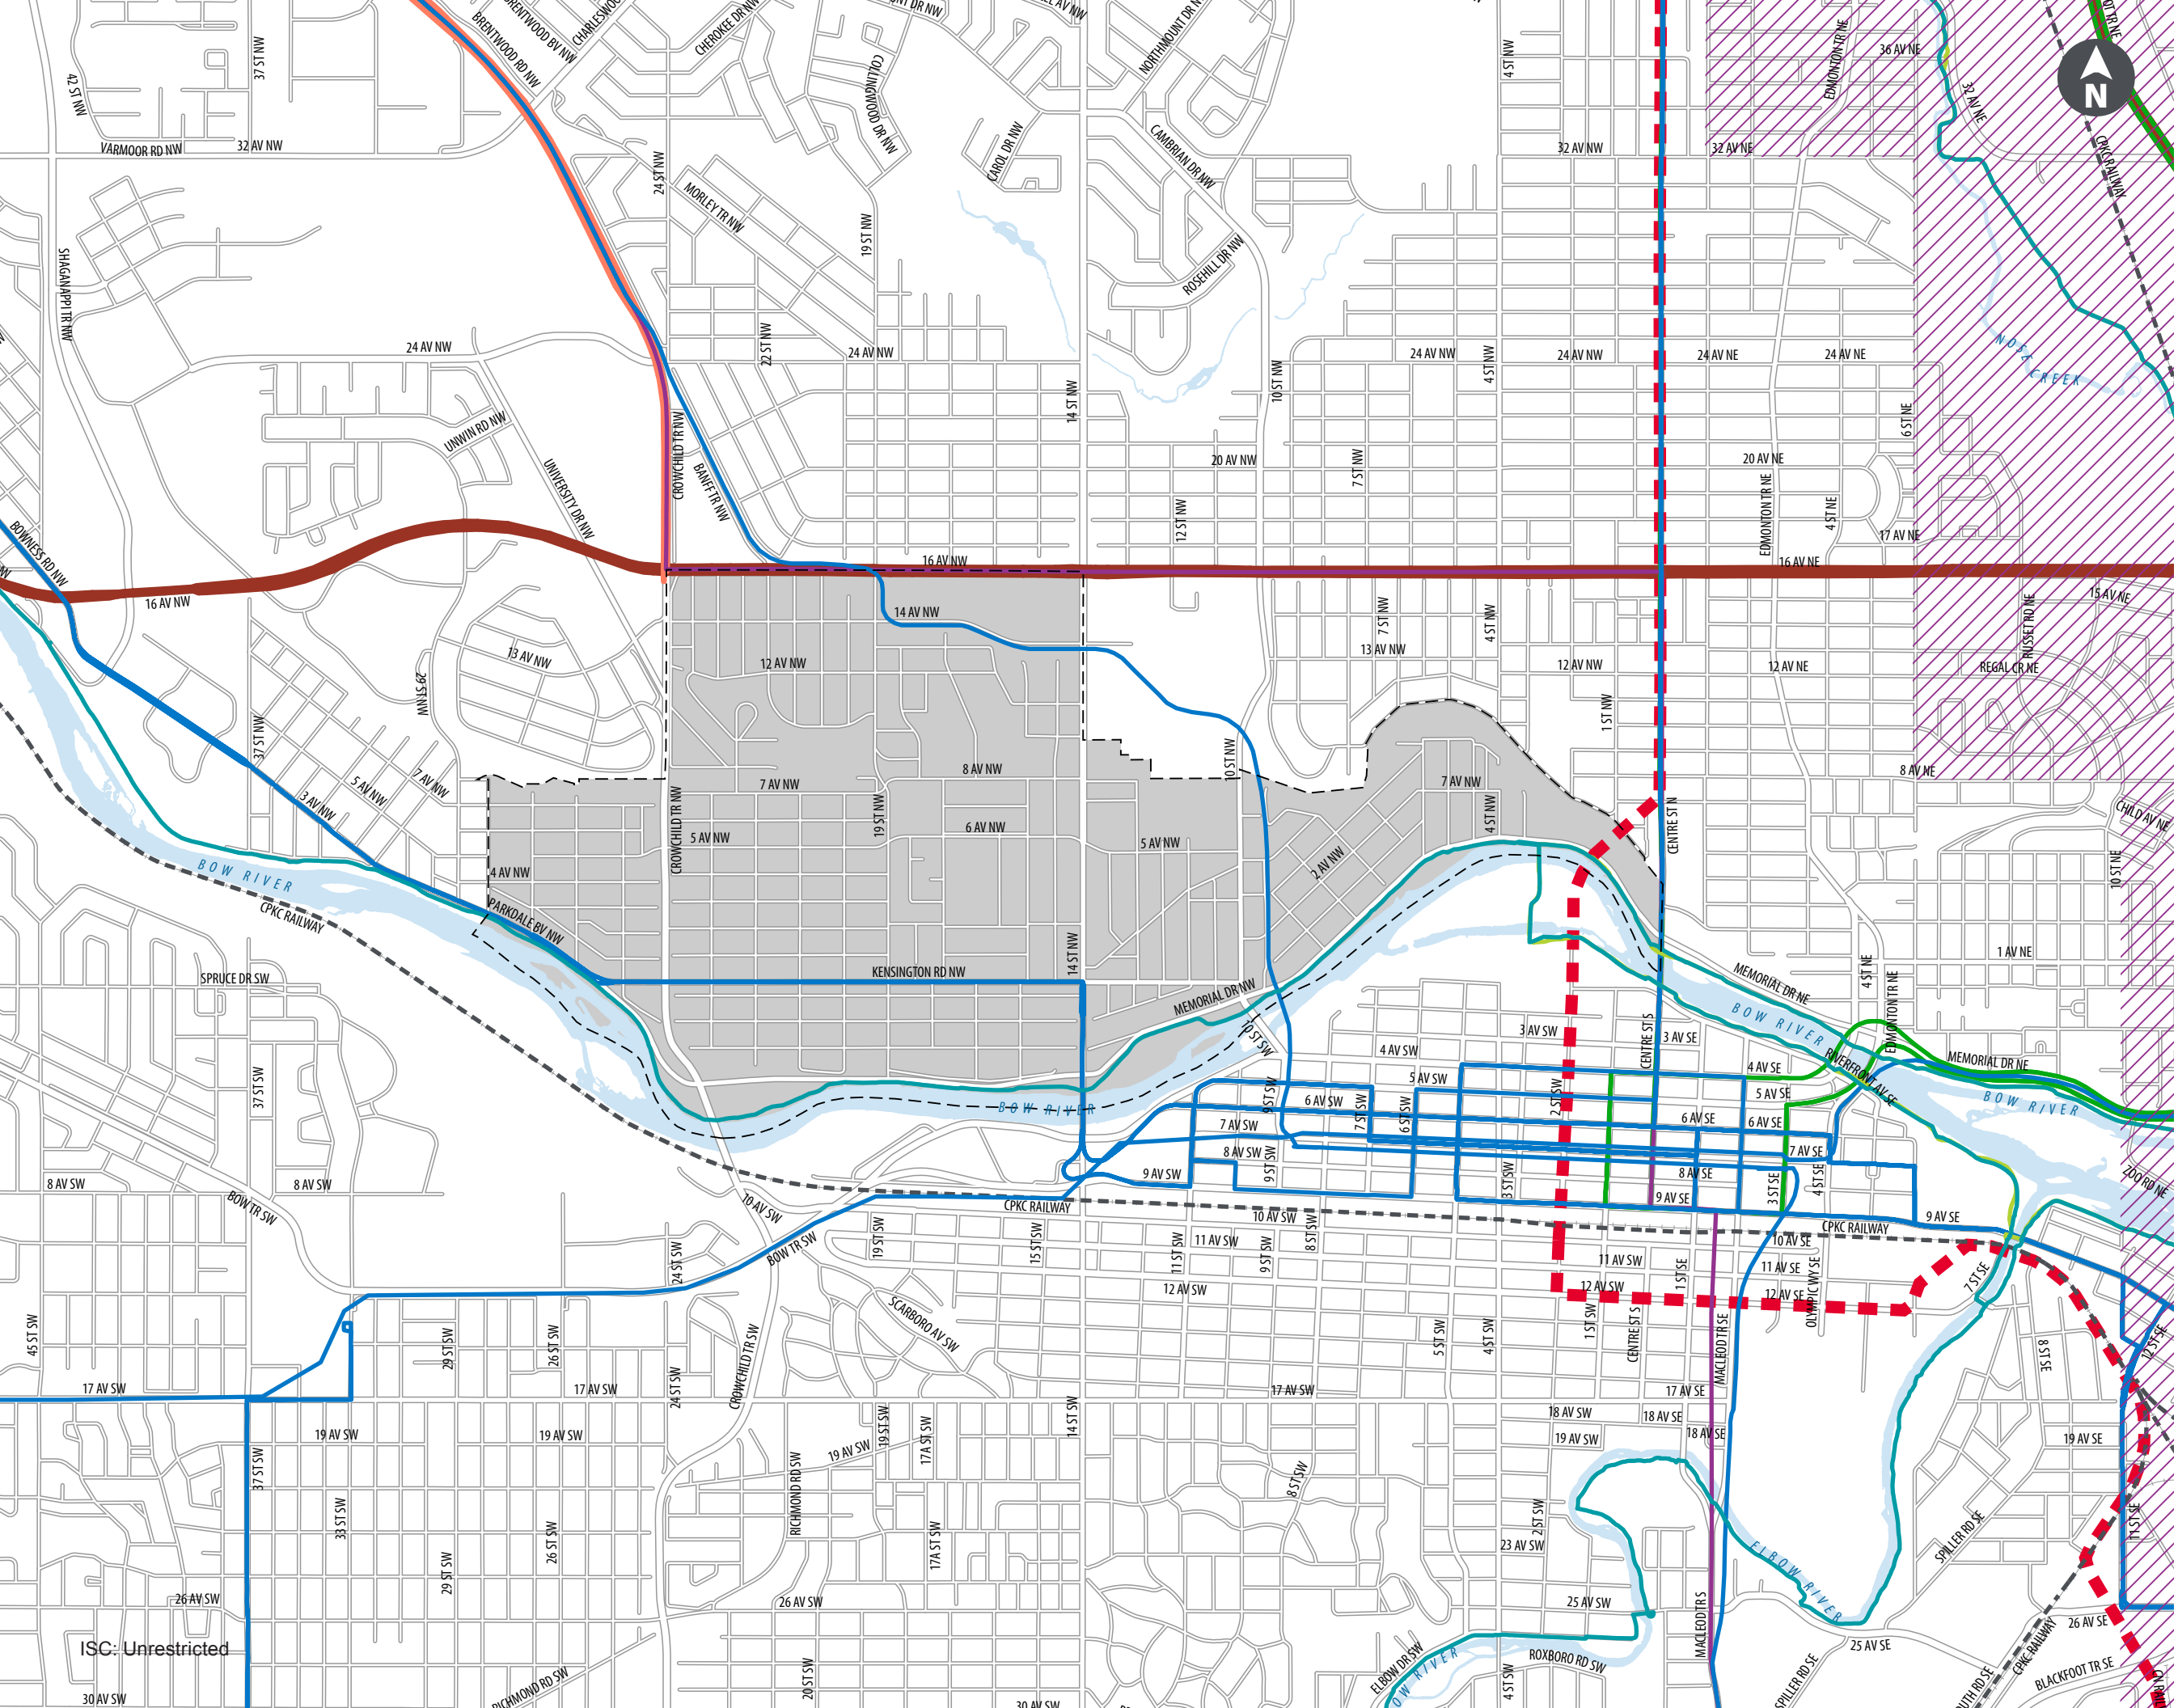 BRENTWOOD RD NW
BRENTWOOD BV NW
CHEROKEE DR NW
COLLINGWOOD DR NW
NORTHMOUNT DR N
4 ST NW
EDMONTON TR NE
36 AV NE
N
42 ST NW
37 ST NW
VARMOOR RD NW
32 AV NW
24 ST NW
MORLEY TR NW
19 ST NW
CAROL DR NW
CAMBRIAN DR NW
ROSEHILL DR NW
32 AV NW
32 AV NE
32 AV NE
CPKC RAILWAY
SHAGANAPPI TR NW
24 AV NW
22 ST NW
24 AV NW
14 ST NW
10 ST NW
24 AV NW
4 ST NW
24 AV NW
24 AV NE
24 AV NE
NOSE CREEK
UNWIN RD NW
UNIVERSITY DR NW
CROWCHILD TR NW
BANFF TR NW
12 ST NW
20 AV NW
7 ST NW
20 AV NE
EDMONTON TR NE
4 ST NE
6 ST NE
17 AV NE
BOWNESS RD NW
16 AV NW
16 AV NW
16 AV NE
15 AV NE
14 AV NW
13 AV NW
12 AV NW
29 ST NW
37 ST NW
7 ST NW
13 AV NW
4 ST NW
12 AV NW
12 AV NE
1 ST NW
RUSSET RD NE
REGAL CR NE
3 AV NW
5 AV NW
7 AV NW
7 AV NW
8 AV NW
10 ST NW
7 AV NW
8 AV NE
CROWCHILD TR NW
5 AV NW
19 ST NW
6 AV NW
5 AV NW
2 AV NW
4 ST NW
CENTRE ST N
CHILD AV NE
10 ST NE
BOW RIVER
CPKC RAILWAY
4 AV NW
PARKDALE BV NW
KENSINGTON RD NW
14 ST NW
MEMORIAL DR NW
10 ST SW
MEMORIAL DR NE
4 ST NE
EDMONTON TR NE
1 AV NE
BOW RIVER
SPRUCE DR SW
37 ST SW
3 AV SW
4 AV SW
5 AV SW
6 AV SW
7 AV SW
8 AV SW
9 AV SW
9 ST SW
9 ST SW
7 ST SW
6 ST SW
2 ST SW
3 ST SW
CENTRE ST S
3 AV SE
4 AV SE
5 AV SE
6 AV SE
6 AV SE
7 AV SE
8 AV SE
9 AV SE
3 ST SE
4 ST SE
RIVERFRONT AV SE
MEMORIAL DR NE
BOW RIVER
BOW RIVER
ZOO RD NE
8 AV SW
8 AV SW
BOW TR SW
10 AV SW
BOW TR SW
CPKC RAILWAY
10 AV SW
CPKC RAILWAY
9 AV SE
10 AV SE
11 AV SW
11 AV SW
11 AV SE
12 AV SW
12 AV SW
12 AV SE
24 ST SW
19 ST SW
15 ST SW
11 ST SW
9 ST SW
8 ST SW
1 ST SE
OLYMPIC WY SE
7 ST SE
45 ST SW
29 ST SW
26 ST SW
24 ST SW
CROWCHILD TR SW
SCARBORO AV SW
5 ST SW
4 ST SW
1 ST SW
CENTRE ST S
MACLEOD TR SE
8 ST SE
12 ST SE
17 AV SW
17 AV SW
17 AV SW
17 AV SE
14 ST SW
18 AV SW
18 AV SE
18 AV SE
19 AV SW
19 AV SW
19 AV SW
19 AV SW
19 AV SE
37 ST SW
33 ST SW
26 ST SW
29 ST SW
RICHMOND RD SW
19 ST SW
17A ST SW
17A ST SW
8 ST SW
2 ST SW
23 AV SW
11 ST SE
SPILLER RD SE
ELBOW RIVER
26 AV SW
26 AV SW
25 AV SW
MACLEOD TR S
25 AV SE
26 AV SE
CPKC RAILWAY
ISC: Unrestricted
30 AV SW
RICHMOND RD SW
20 ST SW
30 AV SW
ELBOW DR SW
OW RIVER
ROXBORO RD SW
4 ST SW
SPILLER RD SE
BLACKFOOT TR SE